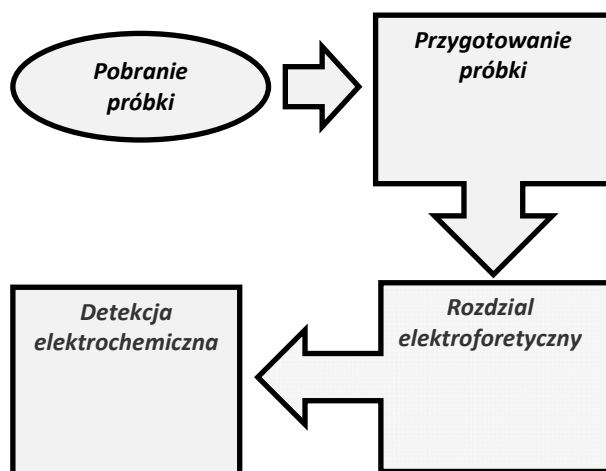 Pobranie
próbki
Przygotowanie
próbki
Rozdzial
elektroforetyczny
Detekcja
elektrochemiczna